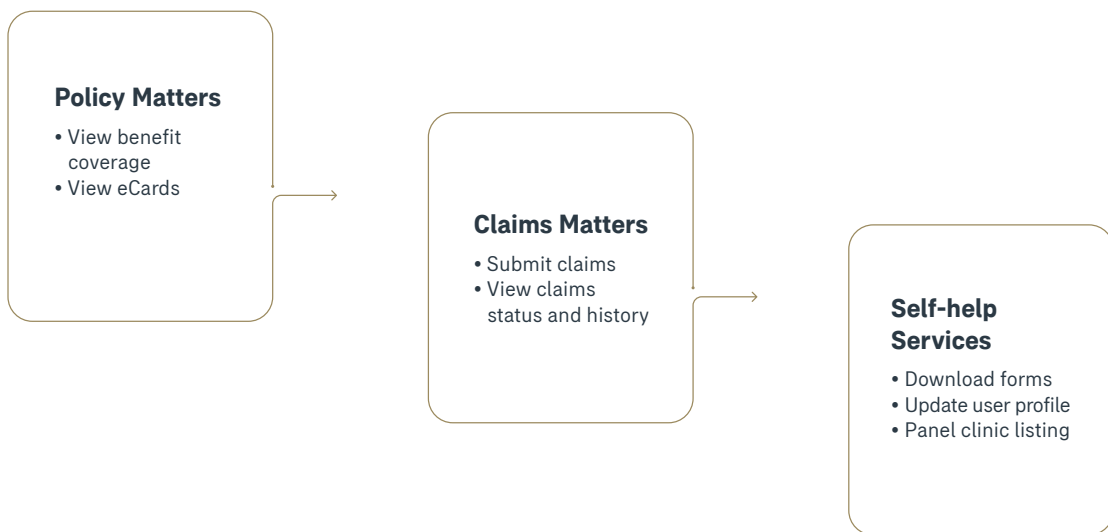 Policy Matters
• View benefit
coverage
• View eCards
Claims Matters
• Submit claims
• View claims
status and history
Self-help
Services
• Download forms
• Update user profile
• Panel clinic listing